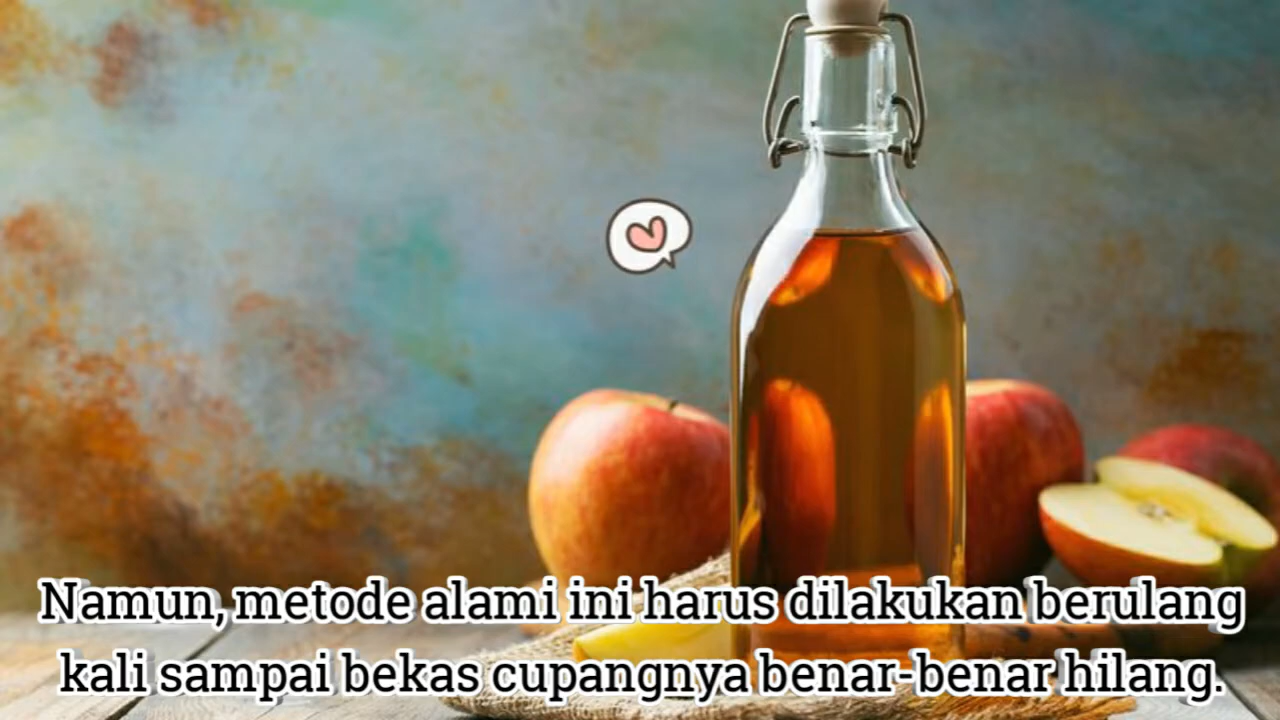 Namun, metode alami ini harus dilakukan berulang
kali sampai bekas cupangnya benar-benar hilang.